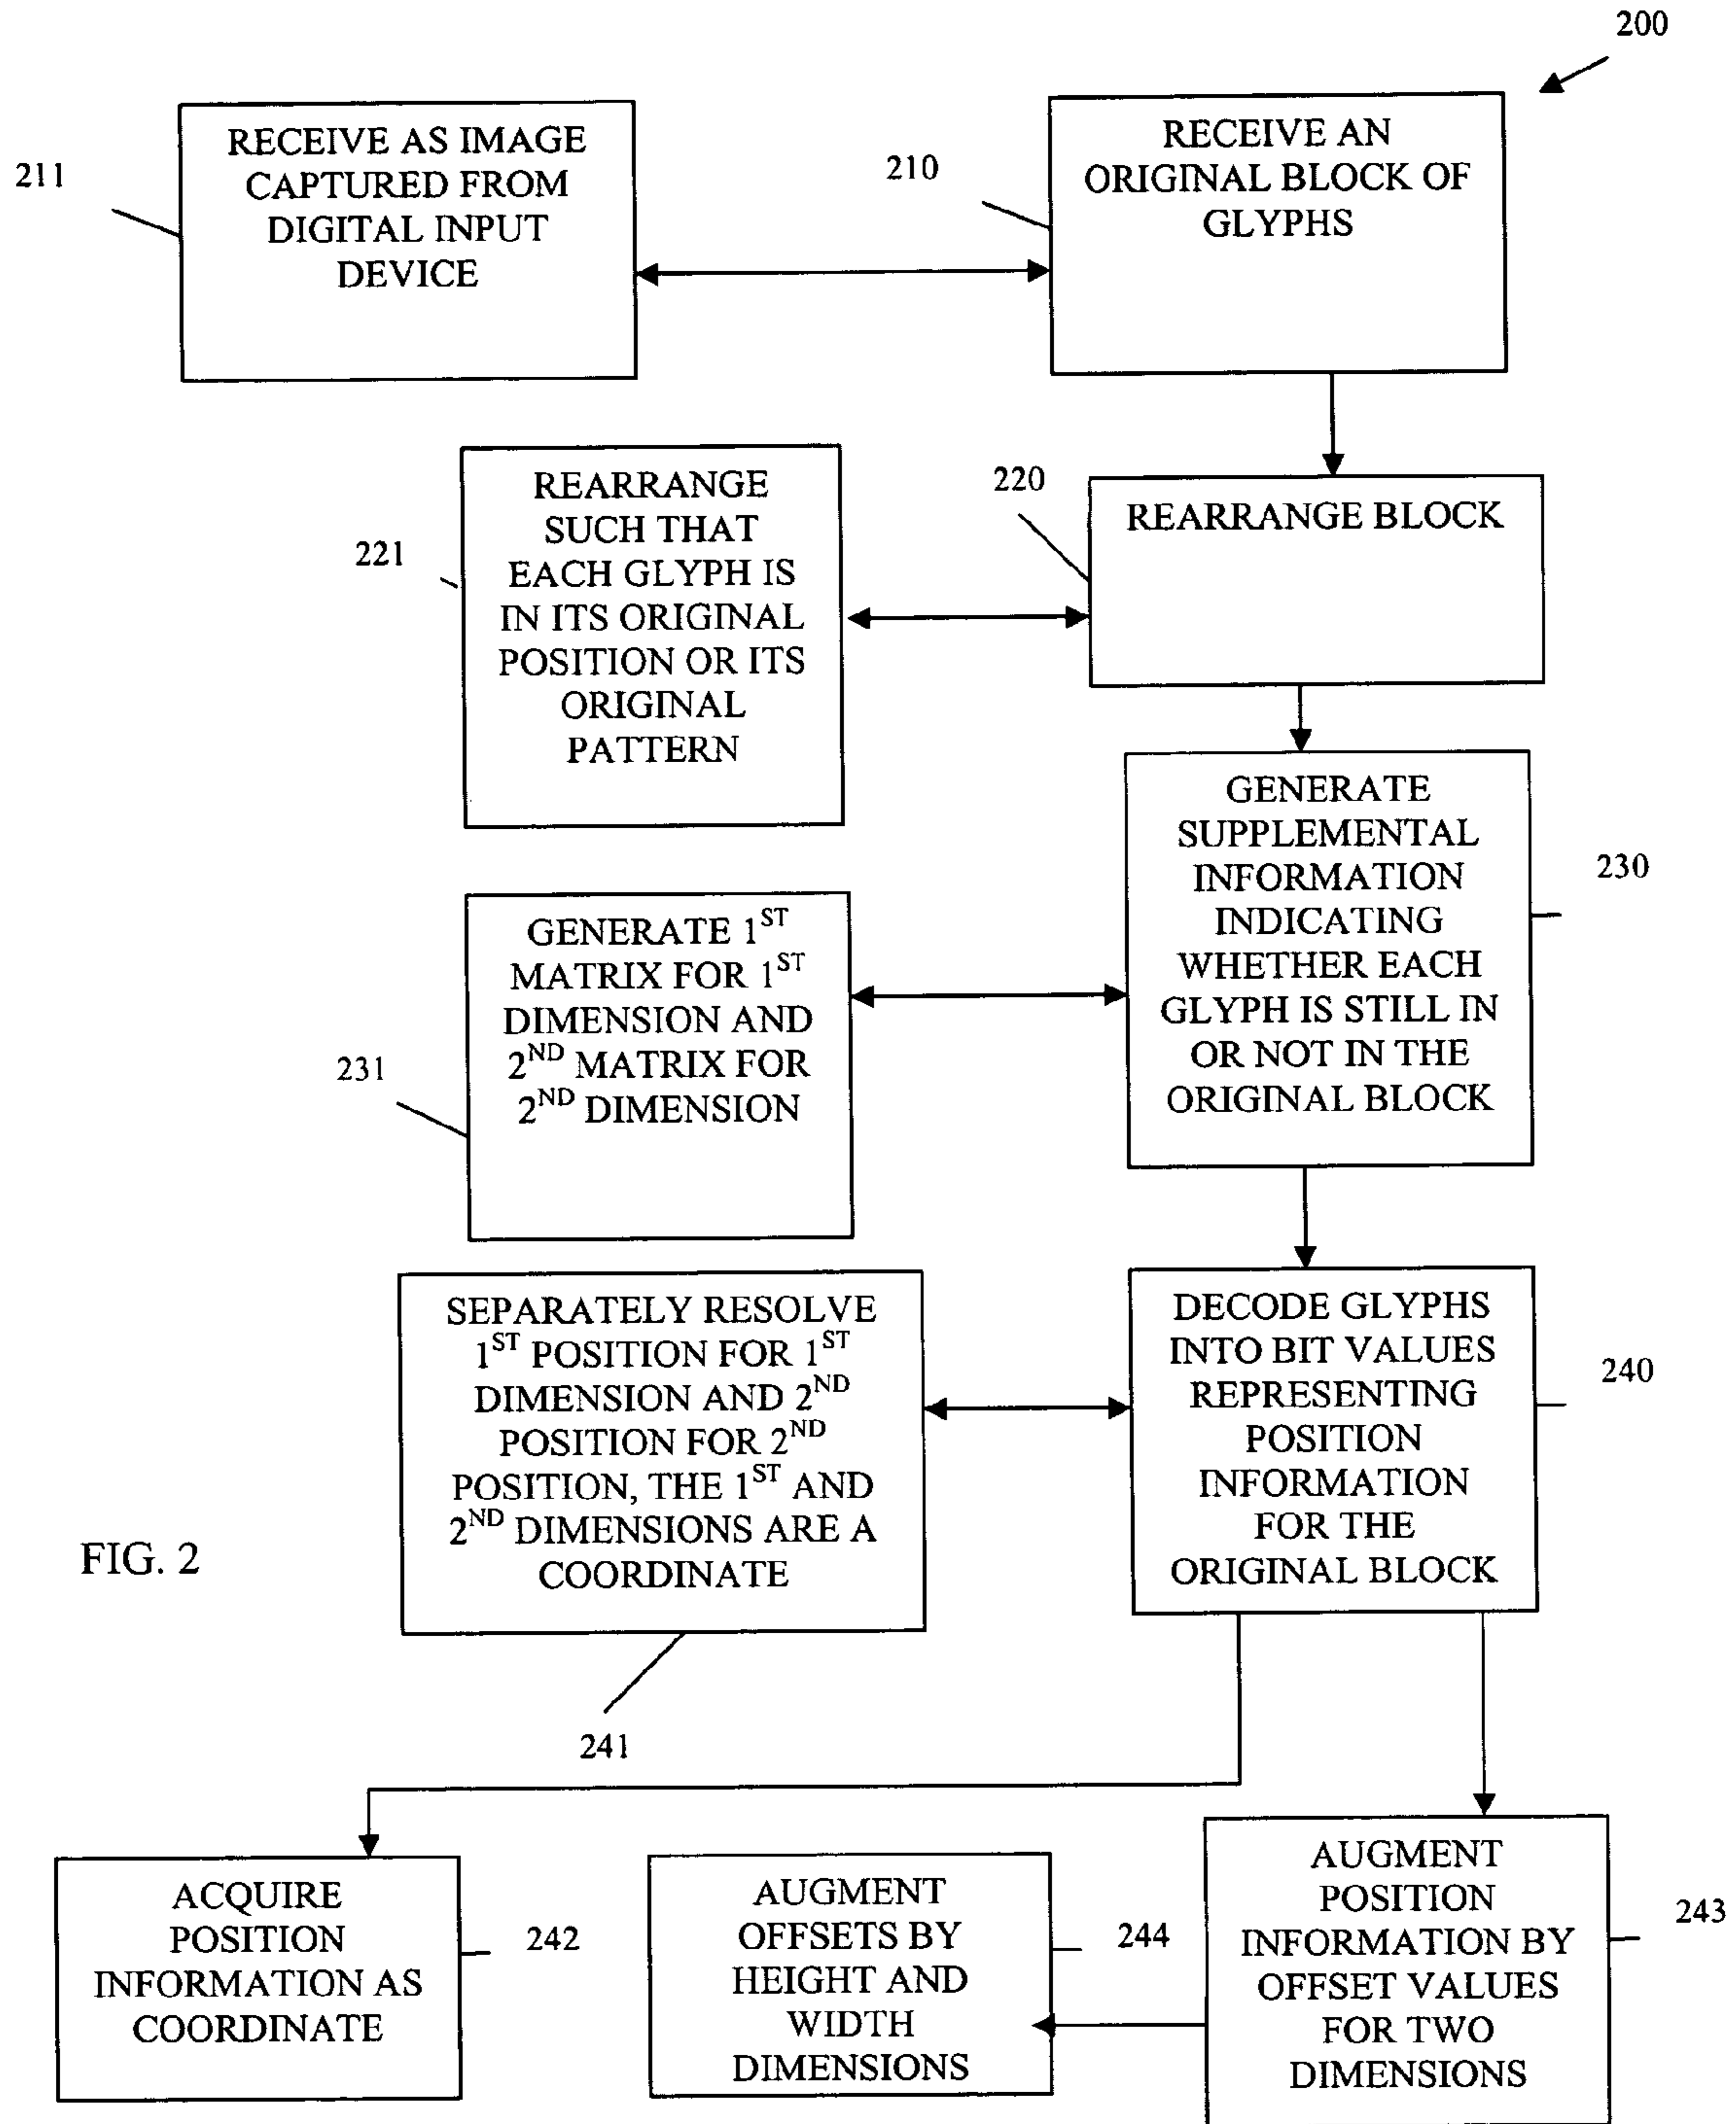 200
RECEIVE AS IMAGE
CAPTURED FROM
DIGITAL INPUT
DEVICE
211
RECEIVE AN
ORIGINAL BLOCK OF
GLYPHS
210
REARRANGE
SUCH THAT
EACH GLYPH IS
IN ITS ORIGINAL
POSITION OR ITS
ORIGINAL
PATTERN
221
220
REARRANGE BLOCK
GENERATE
SUPPLEMENTAL
INFORMATION
INDICATING
WHETHER EACH
GLYPH IS STILL IN
OR NOT IN THE
ORIGINAL BLOCK
230
GENERATE 1ST
MATRIX FOR 1ST
DIMENSION AND
2ND MATRIX FOR
2ND DIMENSION
231
SEPARATELY RESOLVE
1ST POSITION FOR 1ST
DIMENSION AND 2ND
POSITION FOR 2ND
POSITION, THE 1ST AND
2ND DIMENSIONS ARE A
COORDINATE
241
DECODE GLYPHS
INTO BIT VALUES
REPRESENTING
POSITION
INFORMATION
FOR THE
ORIGINAL BLOCK
240
FIG. 2
ACQUIRE
POSITION
INFORMATION AS
COORDINATE
242
AUGMENT
OFFSETS BY
HEIGHT AND
WIDTH
DIMENSIONS
244
AUGMENT
POSITION
INFORMATION BY
OFFSET VALUES
FOR TWO
DIMENSIONS
243